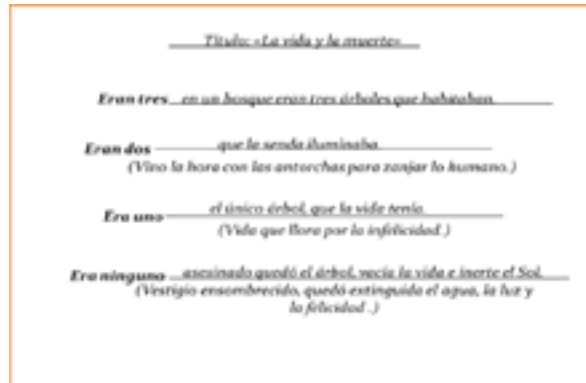 Título: «La vida y la muerte»
Eran tres en un bosque eran tres árboles que habitaban.
Eran dos que la senda iluminaba.
(Vino la hora con las antorchas para zanjar lo humano.)
Era uno el único árbol, que la vida tenía.
(Vida que llora por la infelicidad.)
Era ninguno asesinado quedó el árbol, vacía la vida e inerte el Sol.
(Vestigio ensombrecido, quedó extinguida el agua, la luz y
la felicidad .)